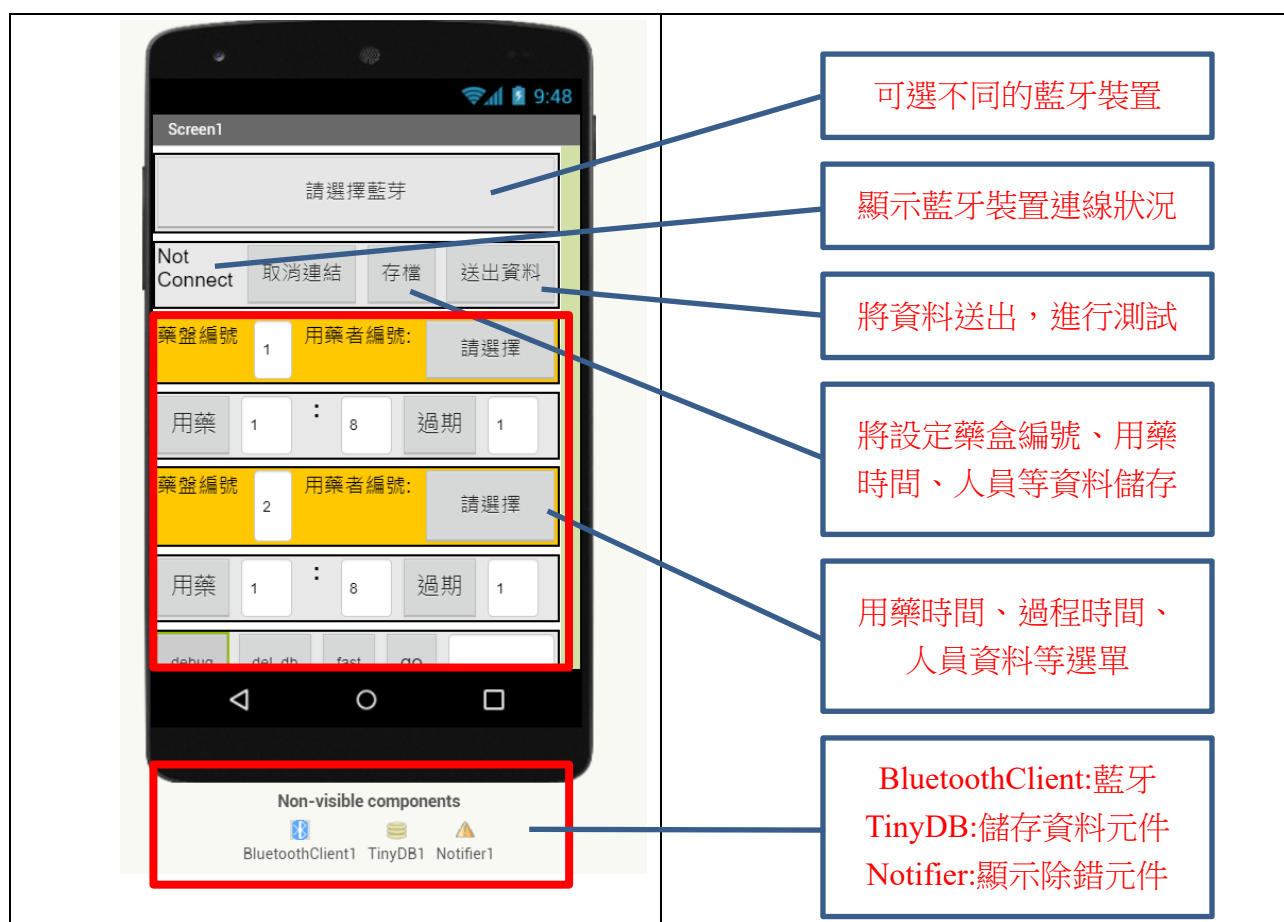 9:48
Screen1
請選擇藍芽
Not
Connect
取消連結
存檔
送出資料
藥盤編號
1
用藥者編號:
請選擇
用藥
1
:
8
過期
1
藥盤編號
2
用藥者編號:
請選擇
用藥
1
:
8
過期
1
debug
del_db
fast
go
Non-visible components
BluetoothClient1 TinyDB1 Notifier1
可選不同的藍牙裝置
顯示藍牙裝置連線狀況
將資料送出，進行測試
將設定藥盒編號、用藥
時間、人員等資料儲存
用藥時間、過程時間、
人員資料等選單
BluetoothClient:藍牙
TinyDB:儲存資料元件
Notifier:顯示除錯元件